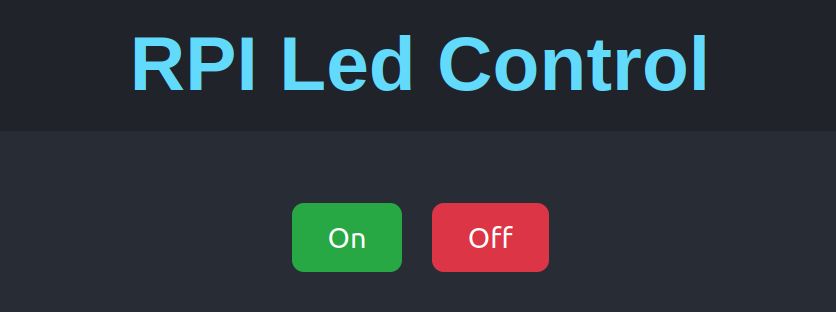 RPI Led Control
On Off